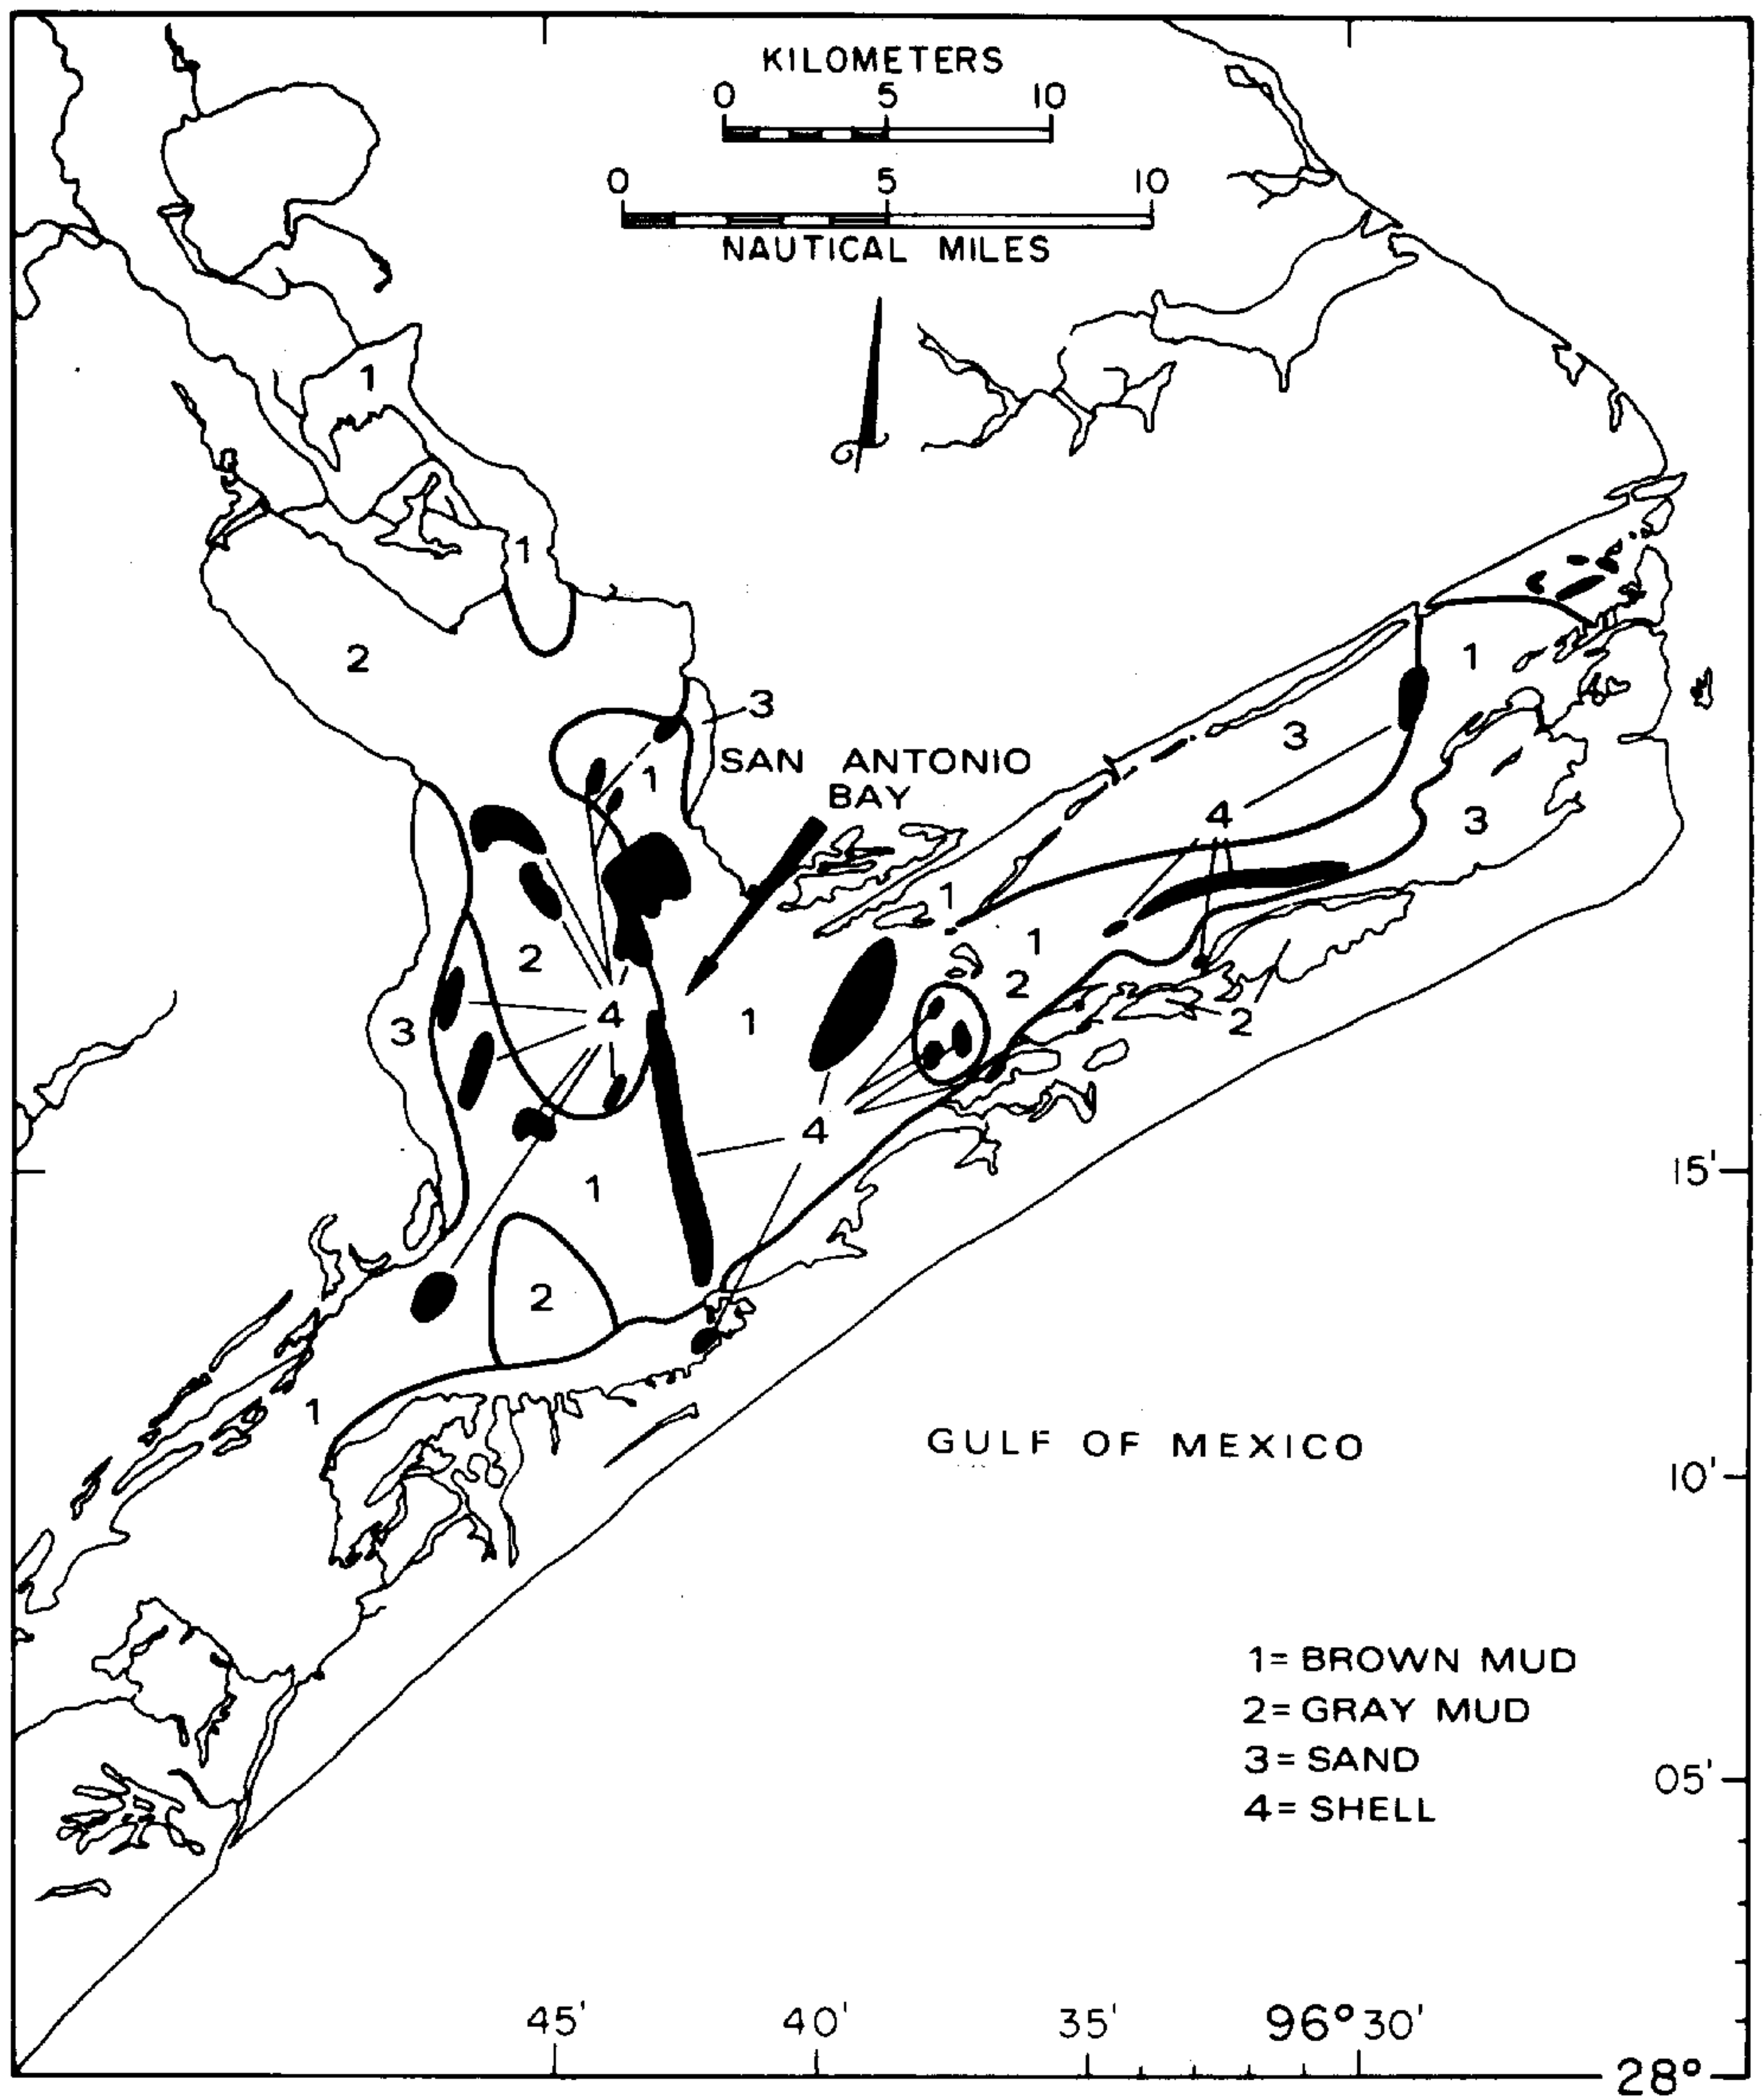 KILOMETERS
0 5 10
0 5 10
NAUTICAL MILES
1
1
2
1
3
3
SAN ANTONIO
BAY
1
4
3
1
1
2
2
4
1
3
2
4
1
15'
2
1
GULF OF MEXICO
10'
1= BROWN MUD
2= GRAY MUD
3= SAND
4= SHELL
05'
45' 40' 35' 96°30'
28°